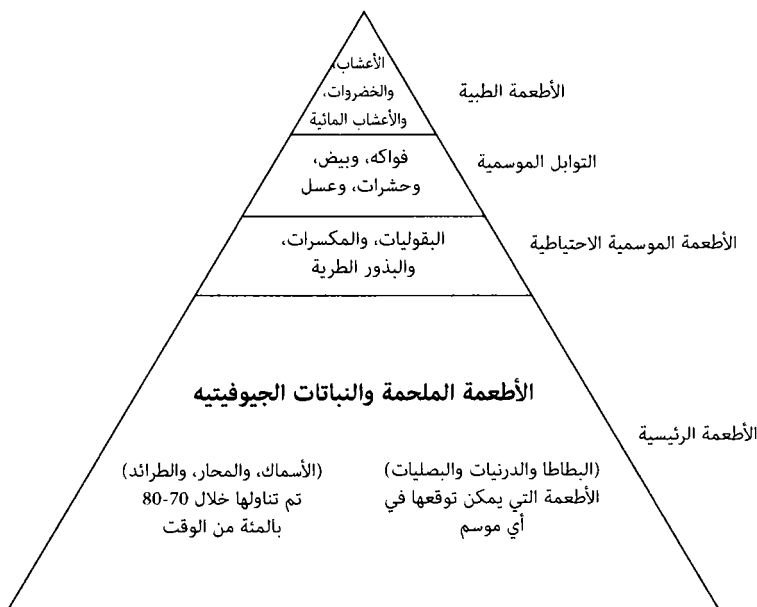 الأعشاب،
والخضروات،
والأعشاب المائية
الأطعمة الطبية
فواكه، وبيض،
وحشرات، وعسل
التوابل الموسمية
البقوليات، والمكسرات،
والبذور الطرية
الأطعمة الموسمية الاحتياطية
الأطعمة الملحمة والنباتات الجيوفيتيه
الأطعمة الرئيسية
(البطاطا والدرنيات والبصليات)
الأطعمة التي يمكن توقعها في
أي موسم
(الأسماك، والمحار، والطرائد)
تم تناولها خلال 70-80
بالمئة من الوقت